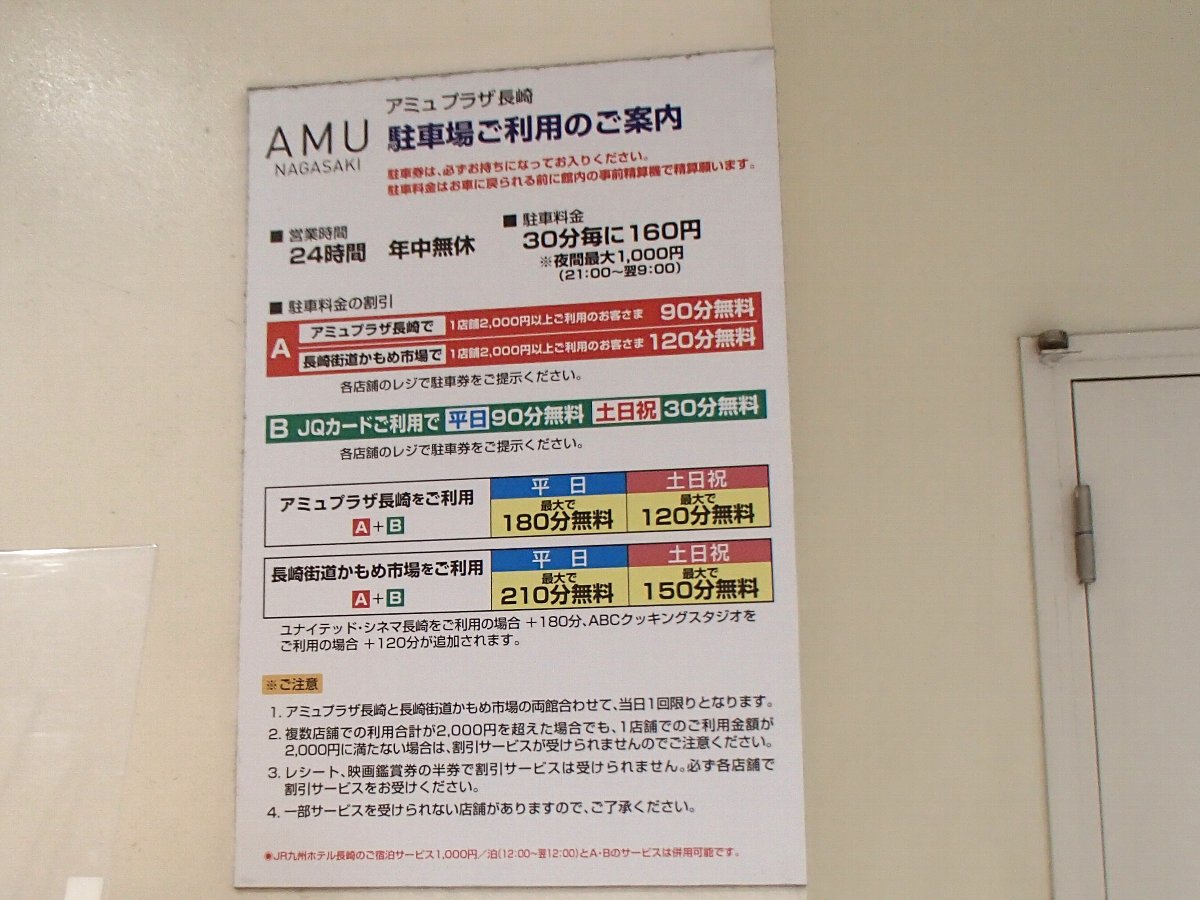 アミュプラザ長崎
AMU
NAGASAKI
駐車場ご利用のご案内
駐車券は、必ずお持ちになってお入りください。
駐車料金はお車に戻られる前に館内の事前精算機で精算願います。
■ 営業時間
24時間 年中無休
■ 駐車料金
30分毎に160円
※夜間最大1,000円
(21:00～翌9:00)
■ 駐車料金の割引
A
アミュプラザ長崎で 1店舗2,000円以上ご利用のお客さま 90分無料
長崎街道かもめ市場で 1店舗2,000円以上ご利用のお客さま 120分無料
各店舗のレジで駐車券をご提示ください。
B JQカードご利用で 平日 90分無料 土日祝 30分無料
各店舗のレジで駐車券をご提示ください。
アミュプラザ長崎をご利用
A+B
平日
最大で
180分無料
土日祝
最大で
120分無料
長崎街道かもめ市場をご利用
A+B
平日
最大で
210分無料
土日祝
最大で
150分無料
ユナイテッド・シネマ長崎をご利用の場合 +180分、ABCクッキングスタジオを
ご利用の場合 +120分が追加されます。
※ご注意
1. アミュプラザ長崎と長崎街道かもめ市場の両館合わせて、当日1回限りとなります。
2. 複数店舗での利用合計が2,000円を超えた場合でも、1店舗でのご利用金額が
2,000円に満たない場合は、割引サービスが受けられませんのでご注意ください。
3. レシート、映画鑑賞券の半券で割引サービスは受けられません。必ず各店舗で
割引サービスをお受けください。
4. 一部サービスを受けられない店舗がありますので、ご了承ください。
◉JR九州ホテル長崎のご宿泊サービス1,000円／泊(12:00～翌12:00)とA・Bのサービスは併用可能です。